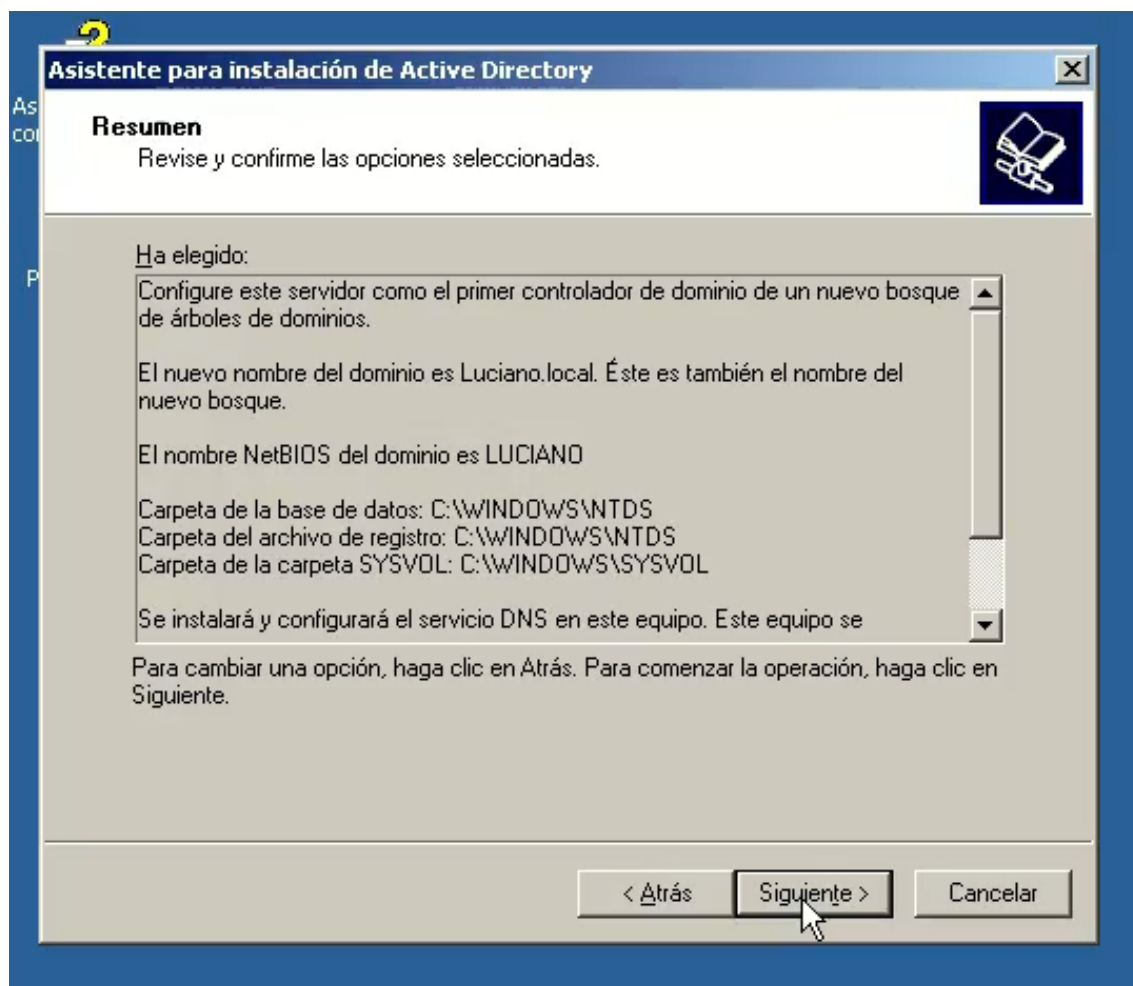 Asistente para instalación de Active Directory
As
co
Resumen
Revise y confirme las opciones seleccionadas.
P
Ha elegido:
Configure este servidor como el primer controlador de dominio de un nuevo bosque
de árboles de dominios.
El nuevo nombre del dominio es Luciano.local. Éste es también el nombre del
nuevo bosque.
El nombre NetBIOS del dominio es LUCIANO
Carpeta de la base de datos: C:\WINDOWS\NTDS
Carpeta del archivo de registro: C:\WINDOWS\NTDS
Carpeta de la carpeta SYSVOL: C:\WINDOWS\SYSVOL
Se instalará y configurará el servicio DNS en este equipo. Este equipo se
Para cambiar una opción, haga clic en Atrás. Para comenzar la operación, haga clic en
Siguiente.
< Atrás
Siguiente >
Cancelar